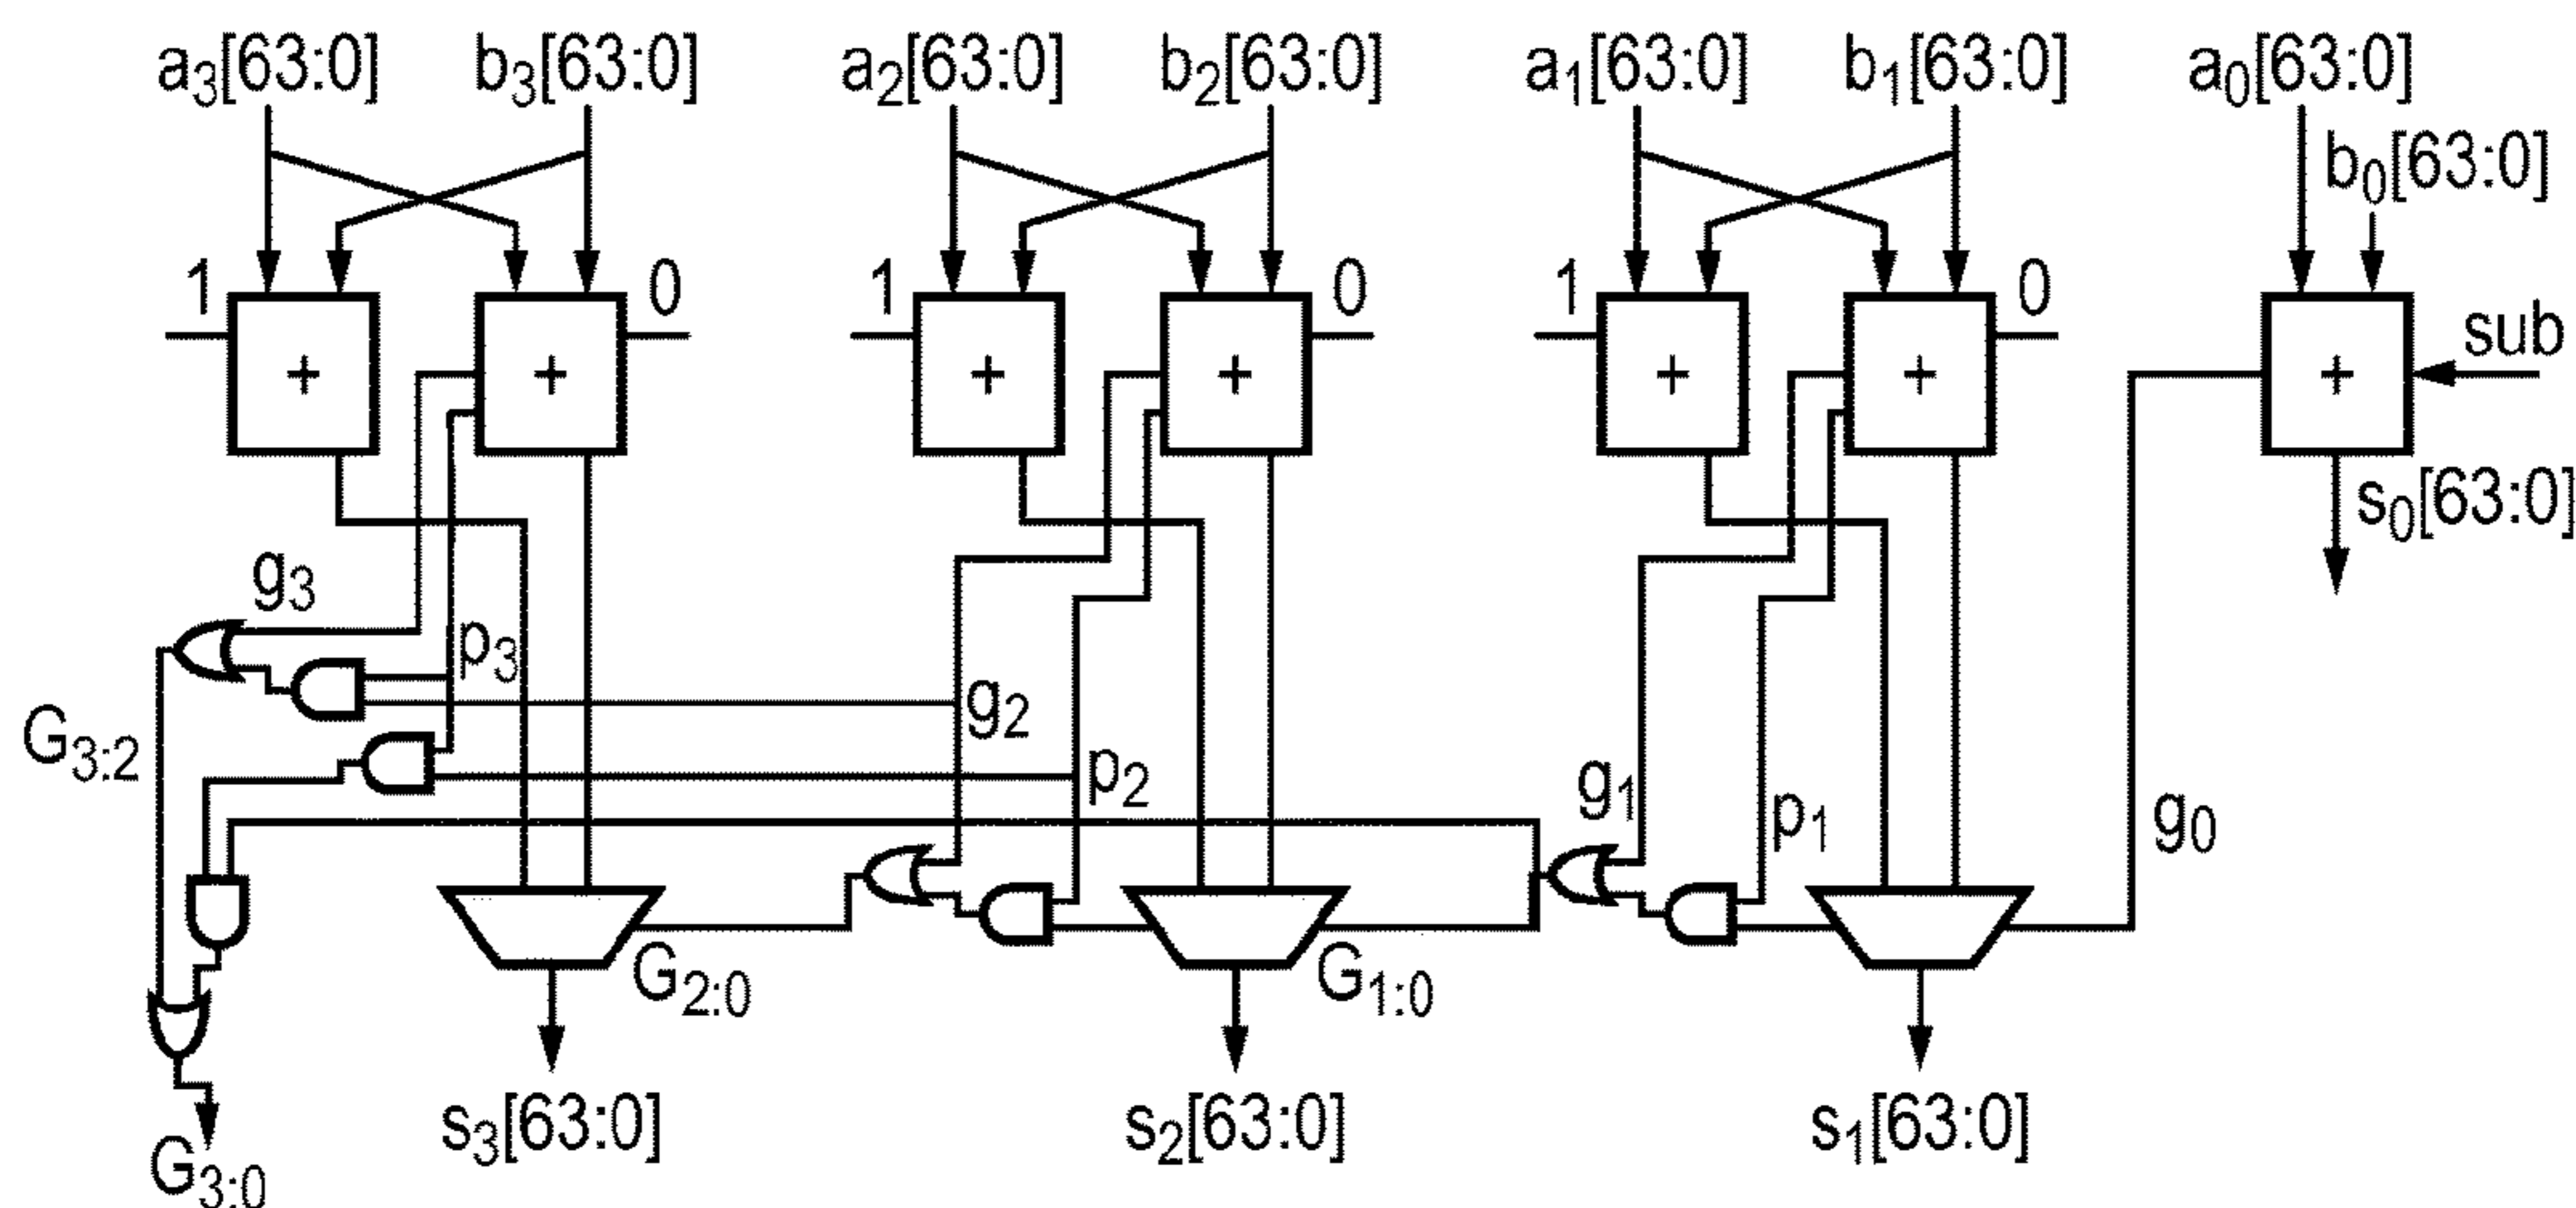 a₃[63:0] b₃[63:0] a₂[63:0] b₂[63:0] a₁[63:0] b₁[63:0] a₀[63:0]
b₀[63:0]
1 0 1 0 1 0
sub
+ + + + + + +
s₀[63:0]
g₃
p₃
g₂
G₃:₂
p₂
g₁
p₁
g₀
G₂:₀ G₁:₀
s₃[63:0] s₂[63:0] s₁[63:0]
G₃:₀